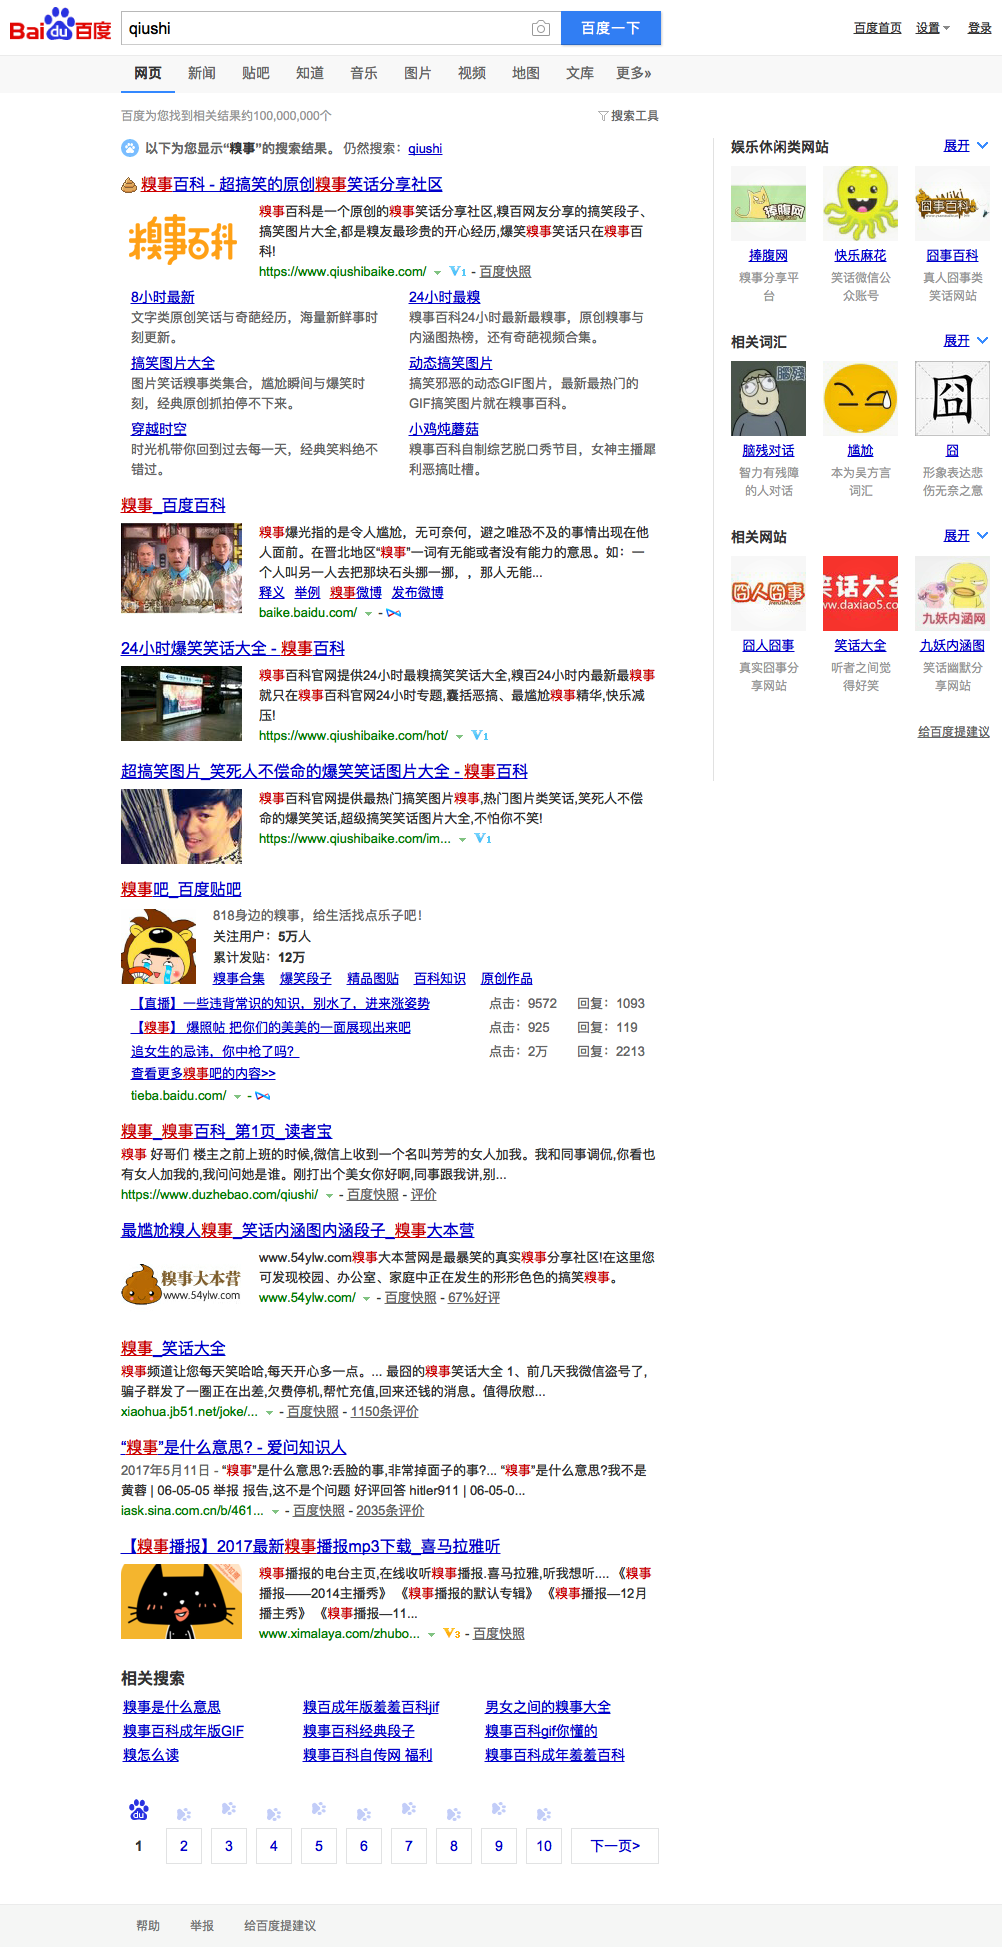 Bai du 百度
qiushi
百度一下
百度首页 设置 登录
网页 新闻 贴吧 知道 音乐 图片 视频 地图 文库 更多»
百度为您找到相关结果约100,000,000个
搜索工具
以下为您显示“糗事”的搜索结果。 仍然搜索：qiushi
糗事百科 - 超搞笑的原创糗事笑话分享社区
糗事百科
糗事百科是一个原创的糗事笑话分享社区,糗百网友分享的搞笑段子、
搞笑图片大全,都是糗友最珍贵的开心经历,爆笑糗事笑话只在糗事百
科!
https://www.qiushibaike.com/ V1 - 百度快照
8小时最新
文字类原创笑话与奇葩经历，海量新鲜事时
刻更新。
24小时最糗
糗事百科24小时最新最糗事，原创糗事与
内涵图热榜，还有奇葩视频合集。
搞笑图片大全
图片笑话糗事类集合，尴尬瞬间与爆笑时
刻，经典原创抓拍停不下来。
动态搞笑图片
搞笑邪恶的动态GIF图片，最新最热门的
GIF搞笑图片就在糗事百科。
穿越时空
时光机带你回到过去每一天，经典笑料绝不
错过。
小鸡炖蘑菇
糗事百科自制综艺脱口秀节目，女神主播犀
利恶搞吐槽。
糗事_百度百科
糗事爆光指的是令人尴尬，无可奈何，避之唯恐不及的事情出现在他
人面前。在晋北地区“糗事”一词有无能或者没有能力的意思。如：一
个人叫另一人去把那块石头挪一挪，，那人无能...
释义 举例 糗事微博 发布微博
baike.baidu.com/ -
24小时爆笑笑话大全 - 糗事百科
糗事百科官网提供24小时最糗搞笑笑话大全,糗百24小时内最新最糗事
就只在糗事百科官网24小时专题,囊括恶搞、最尴尬糗事精华,快乐减
压!
https://www.qiushibaike.com/hot/ V1
超搞笑图片_笑死人不偿命的爆笑笑话图片大全 - 糗事百科
糗事百科官网提供最热门搞笑图片糗事,热门图片类笑话,笑死人不偿
命的爆笑笑话,超级搞笑笑话图片大全,不怕你不笑!
https://www.qiushibaike.com/im... V1
糗事吧_百度贴吧
818身边的糗事，给生活找点乐子吧！
关注用户：5万人
累计发贴：12万
糗事合集 爆笑段子 精品图贴 百科知识 原创作品
【直播】一些违背常识的知识，别水了，进来涨姿势 点击：9572 回复：1093
【糗事】 爆照帖 把你们的美美的一面展现出来吧 点击：925 回复：119
追女生的忌讳，你中枪了吗？ 点击：2万 回复：2213
查看更多糗事吧的内容>>
tieba.baidu.com/ -
糗事_糗事百科_第1页_读者宝
糗事 好哥们 楼主之前上班的时候,微信上收到一个名叫芳芳的女人加我。我和同事调侃,你看也
有女人加我的,我问问她是谁。刚打出个美女你好啊,同事跟我讲,别...
https://www.duzhebao.com/qiushi/ - 百度快照 - 评价
最尴尬糗人糗事_笑话内涵图内涵段子_糗事大本营
糗事大本营
www.54ylw.com
www.54ylw.com糗事大本营网是最暴笑的真实糗事分享社区!在这里您
可发现校园、办公室、家庭中正在发生的形形色色的搞笑糗事。
www.54ylw.com/ - 百度快照 - 67%好评
糗事_笑话大全
糗事频道让您每天笑哈哈,每天开心多一点。... 最囧的糗事笑话大全 1、前几天我微信盗号了,
骗子群发了一圈正在出差,欠费停机,帮忙充值,回来还钱的消息。值得欣慰...
xiaohua.jb51.net/joke/... - 百度快照 - 1150条评价
“糗事”是什么意思? - 爱问知识人
2017年5月11日 - “糗事”是什么意思?:丢脸的事,非常掉面子的事?... “糗事”是什么意思?我不是
黄蓉 | 06-05-05 举报 报告,这不是个问题 好评回答 hitler911 | 06-05-0...
iask.sina.com.cn/b/461... - 百度快照 - 2035条评价
【糗事播报】2017最新糗事播报mp3下载_喜马拉雅听
糗事播报的电台主页,在线收听糗事播报.喜马拉雅,听我想听.... 《糗事
播报——2014主播秀》 《糗事播报的默认专辑》 《糗事播报—12月
播主秀》 《糗事播报—11...
www.ximalaya.com/zhubo... V3 - 百度快照
相关搜索
糗事是什么意思 糗百成年版羞羞百科jif 男女之间的糗事大全
糗事百科成年版GIF 糗事百科经典段子 糗事百科gif你懂的
糗怎么读 糗事百科自传网 福利 糗事百科成年羞羞百科
du
1 2 3 4 5 6 7 8 9 10 下一页>
帮助 举报 给百度提建议
娱乐休闲类网站 展开
捧腹网
囧事百科
捧腹网 快乐麻花 囧事百科
糗事分享平
台
笑话微信公
众账号
真人囧事类
笑话网站
相关词汇 展开
脑残
囧
脑残对话 尴尬 囧
智力有残障
的人对话
本为吴方言
词汇
形象表达悲
伤无奈之意
相关网站 展开
囧人囧事
笑话大全
www.daxiao5.c
九妖内涵网
囧人囧事 笑话大全 九妖内涵图
真实囧事分
享网站
听者之间觉
得好笑
笑话幽默分
享网站
给百度提建议